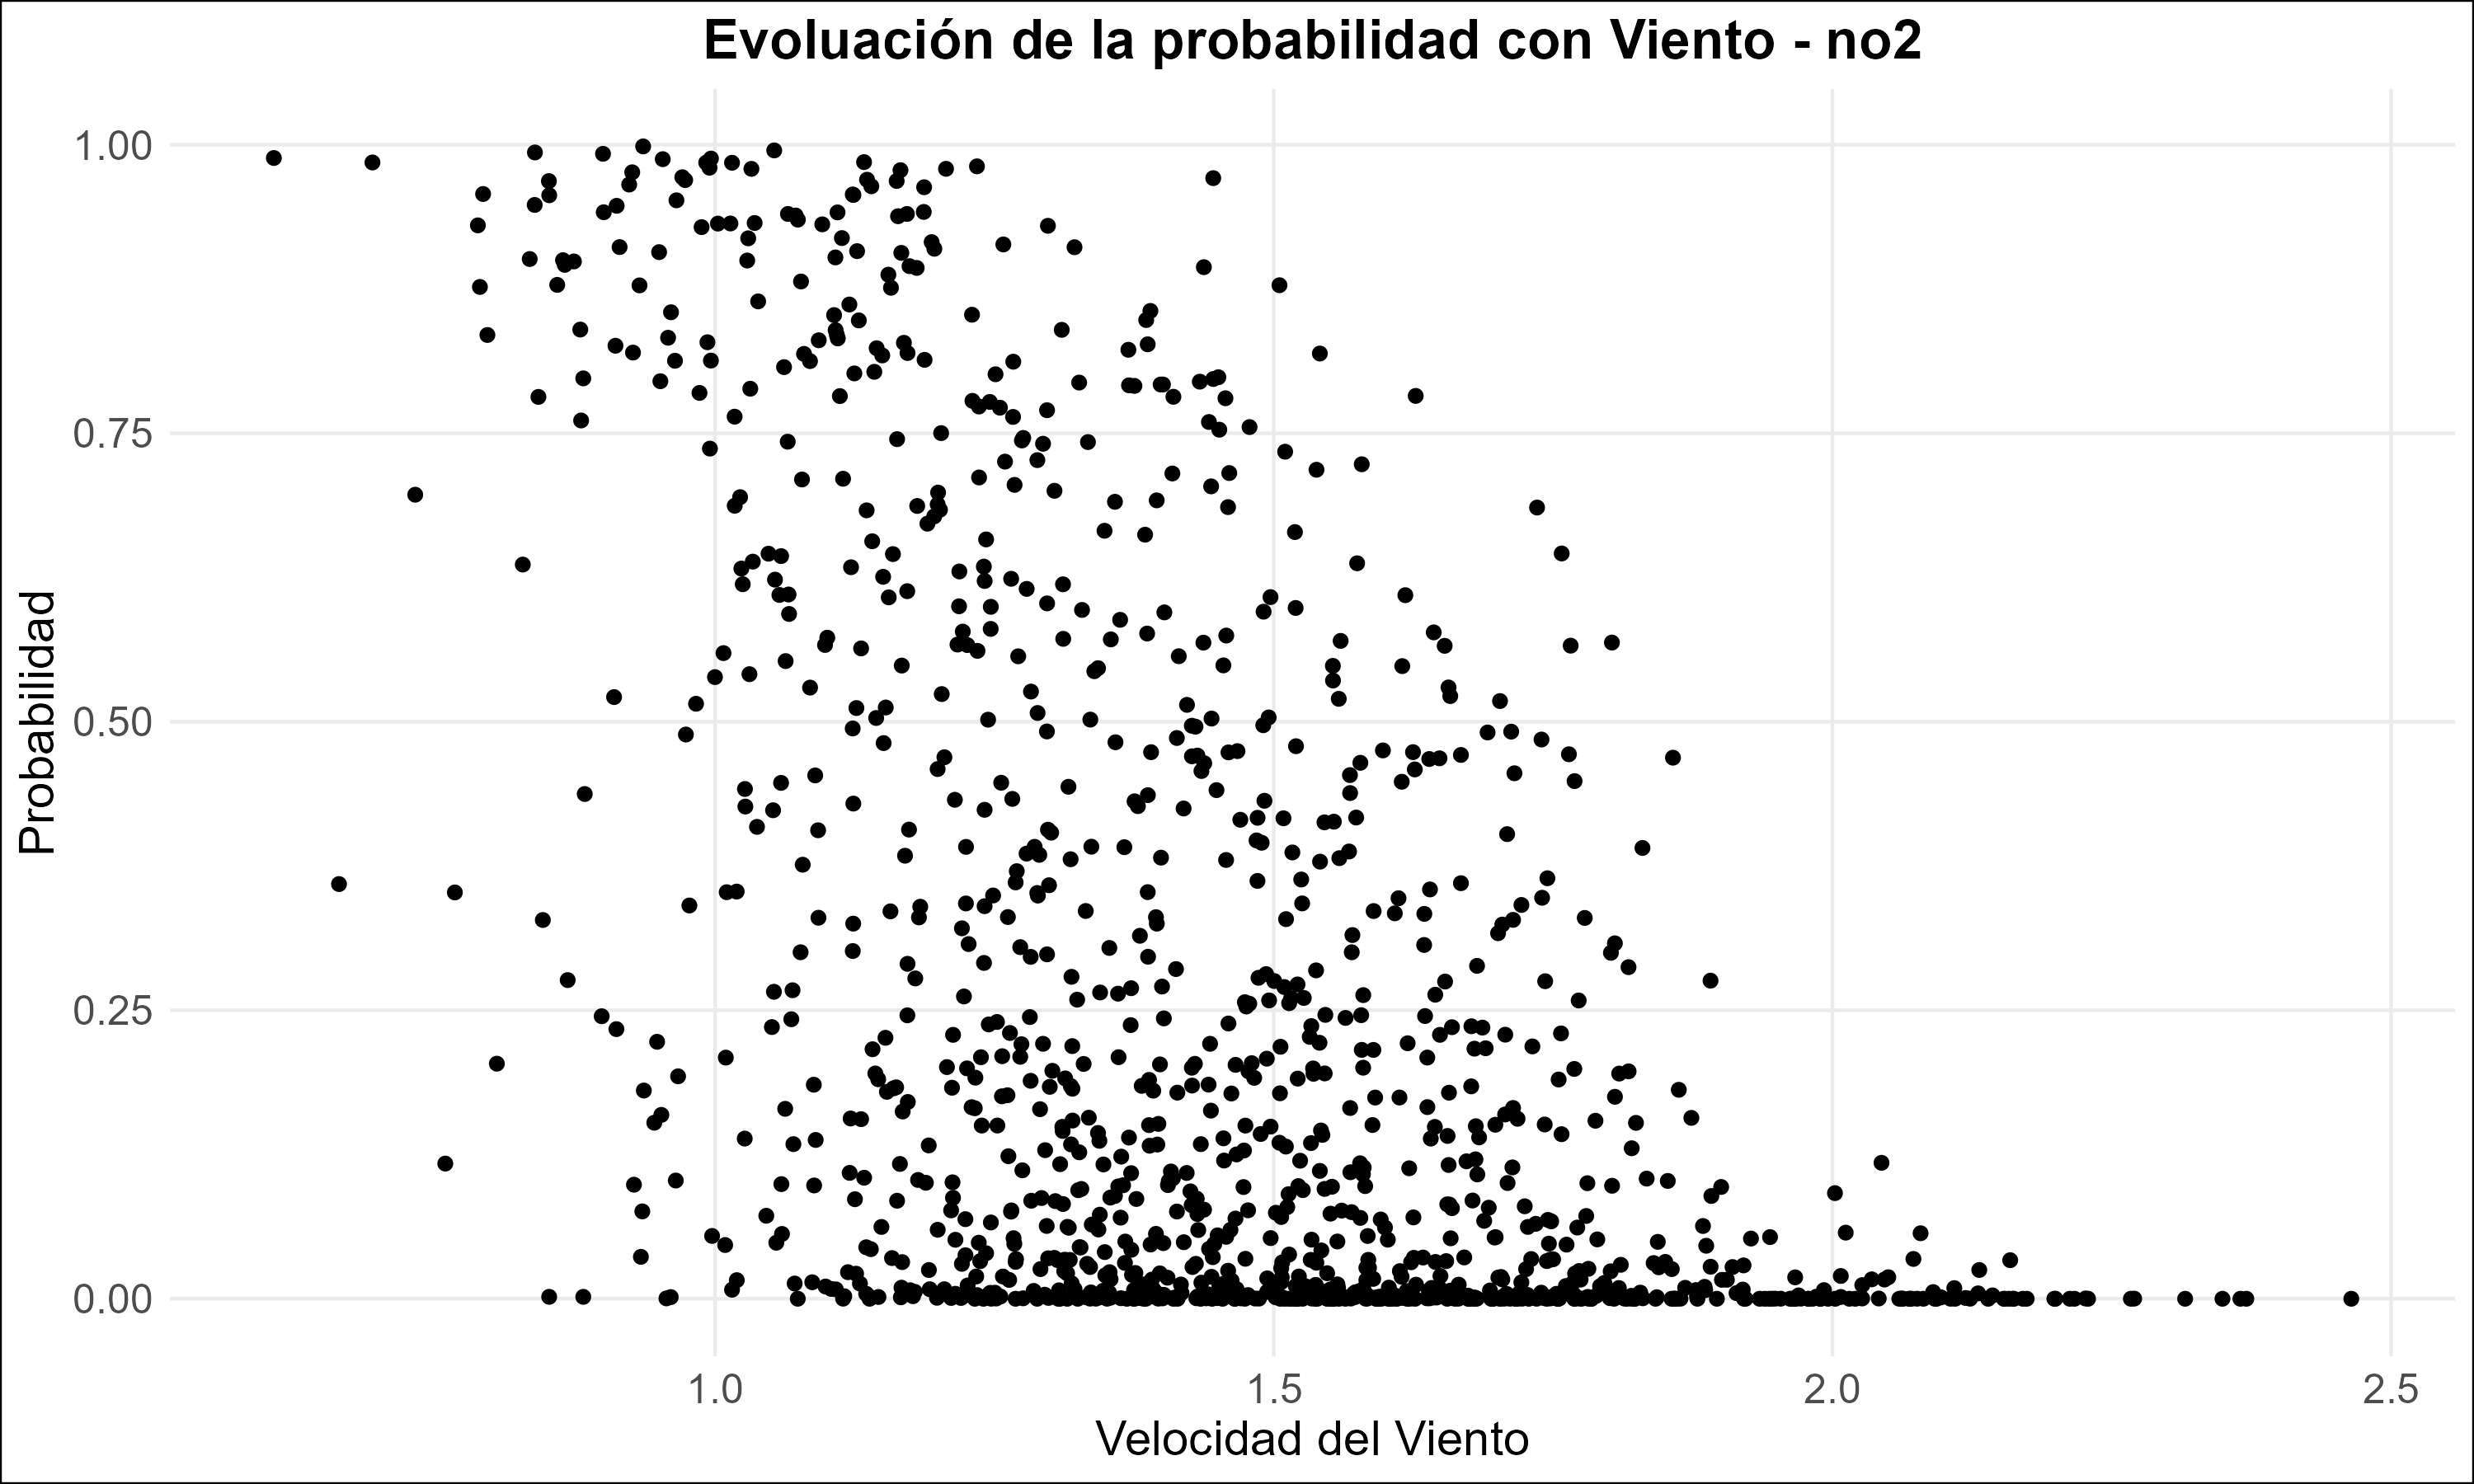 Evoluación de la probabilidad con Viento - no2
1.00
0.75
0.50
0.25
0.00
Probabilidad
1.0 1.5 2.0 2.5
Velocidad del Viento